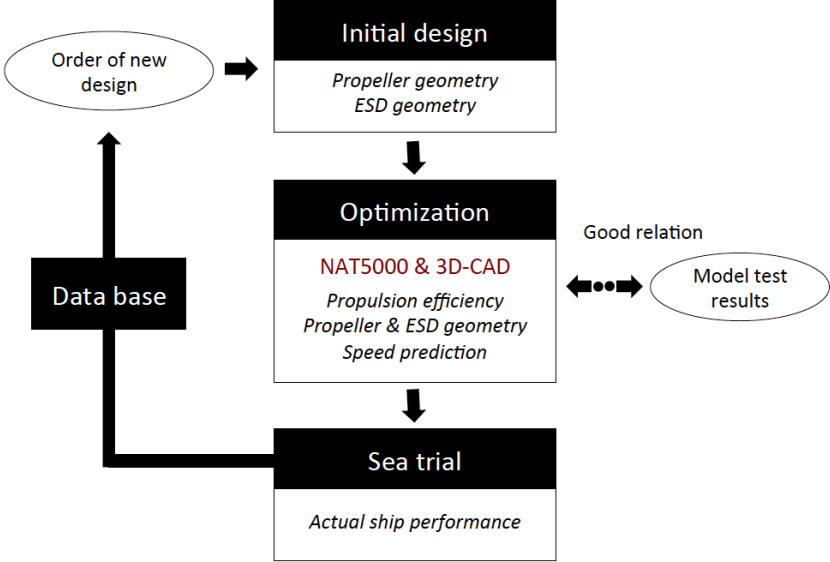 Order of new
design
Initial design
Propeller geometry
ESD geometry
Optimization
NAT5000 & 3D-CAD
Propulsion efficiency
Propeller & ESD geometry
Speed prediction
Good relation
Model test
results
Data base
Sea trial
Actual ship performance